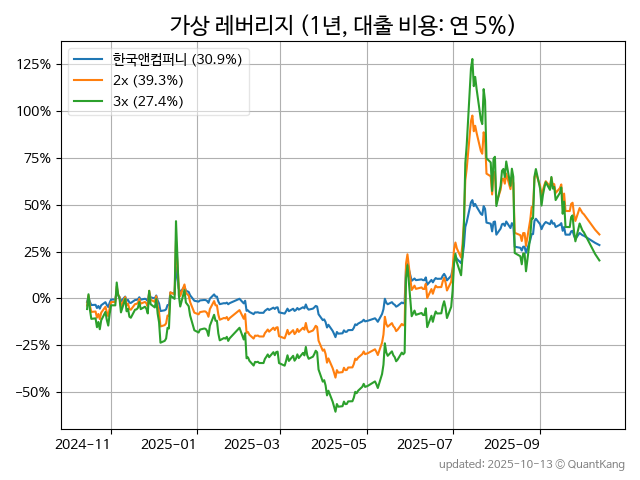 가상 레버리지 (1년, 대출 비용: 연 5%)
한국앤컴퍼니 (30.9%)
2x (39.3%)
3x (27.4%)
125%
100%
75%
50%
25%
0%
−25%
−50%
2024-11 2025-01 2025-03 2025-05 2025-07 2025-09
updated: 2025-10-13 © QuantKang